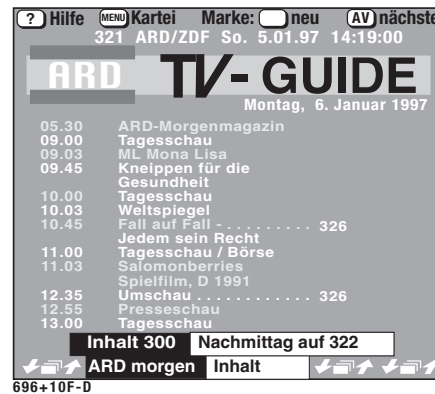 ? Hilfe MENU Kartei Marke: neu AV nächste
321 ARD/ZDF So. 5.01.97 14:19:00
ARD TV-GUIDE
Montag, 6. Januar 1997
05.30 ARD-Morgenmagazin
09.00 Tagesschau
09.03 ML Mona Lisa
09.45 Kneippen für die
Gesundheit
10.00 Tagesschau
10.03 Weltspiegel
10.45 Fall auf Fall - . . . . . . . . . 326
Jedem sein Recht
11.00 Tagesschau / Börse
11.03 Salomonberries
Spielfilm, D 1991
12.35 Umschau . . . . . . . . . . . . 326
12.55 Presseschau
13.00 Tagesschau
Inhalt 300 Nachmittag auf 322
ARD morgen Inhalt
696+10F-D